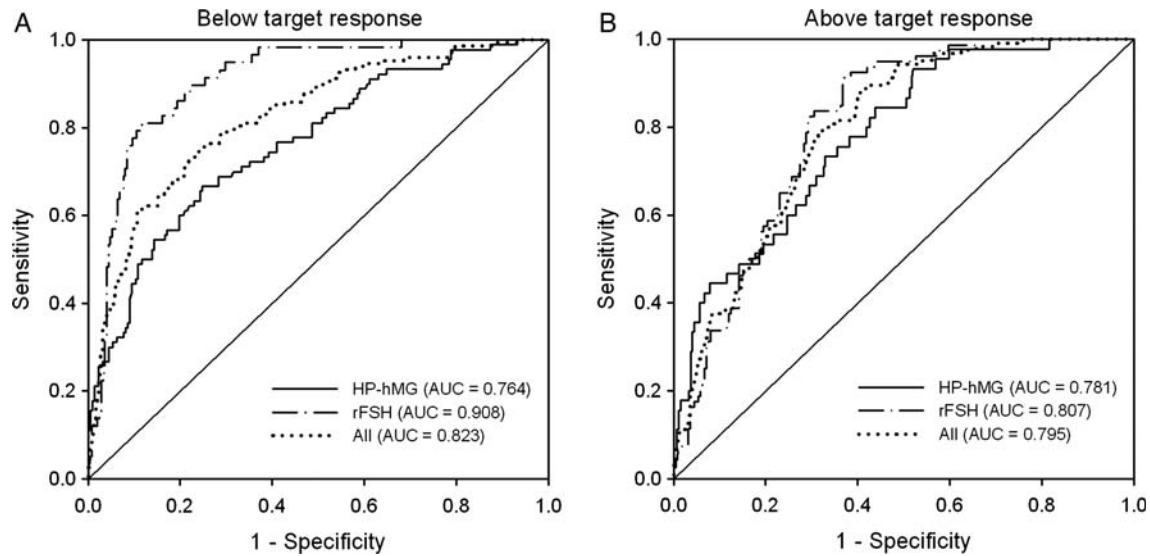 A
Below target response
1.0
0.8
0.6
0.4
0.2
0.0
Sensitivity
HP-hMG (AUC = 0.764)
rFSH (AUC = 0.908)
All (AUC = 0.823)
0.0 0.2 0.4 0.6 0.8 1.0
1 - Specificity
B
Above target response
1.0
0.8
0.6
0.4
0.2
0.0
Sensitivity
HP-hMG (AUC = 0.781)
rFSH (AUC = 0.807)
All (AUC = 0.795)
0.0 0.2 0.4 0.6 0.8 1.0
1 - Specificity